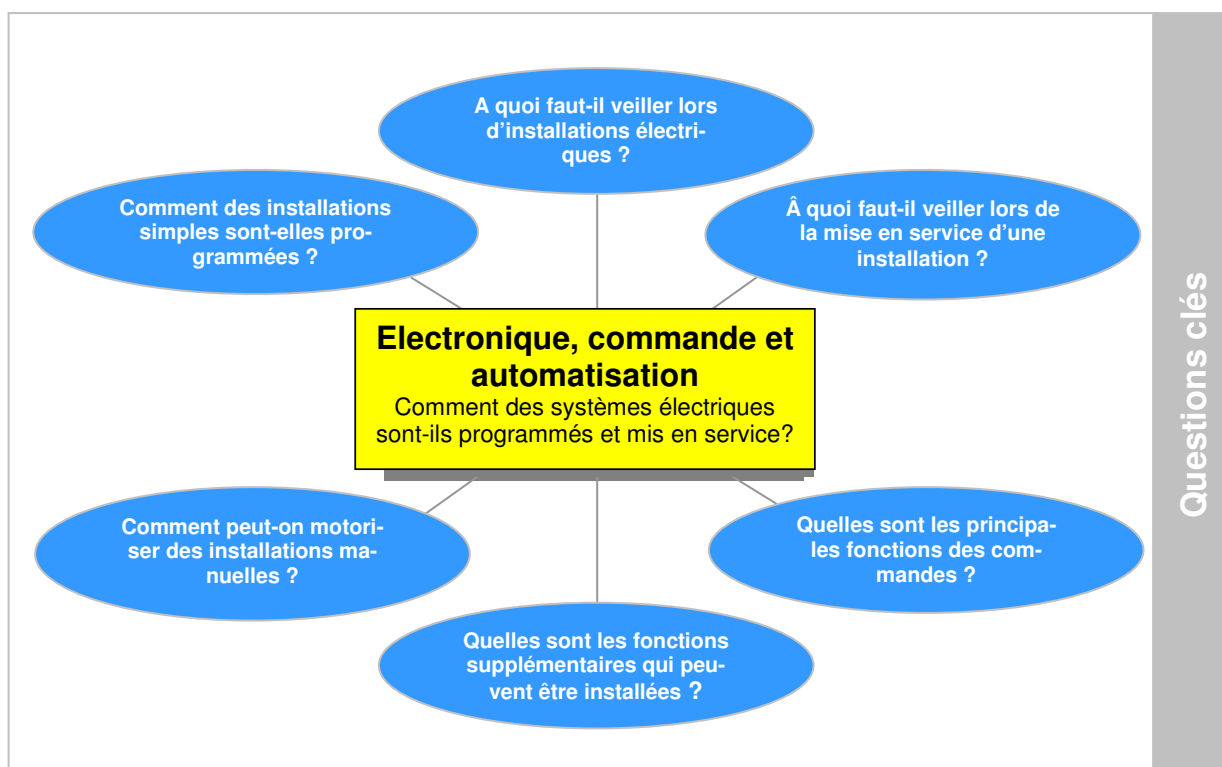 A quoi faut-il veiller lors
d'installations électri-
ques ?
Comment des installations
simples sont-elles pro-
grammées ?
Â quoi faut-il veiller lors de
la mise en service d'une
installation ?
Electronique, commande et
automatisation
Comment des systèmes électriques
sont-ils programmés et mis en service?
Comment peut-on motori-
ser des installations ma-
nuelles ?
Quelles sont les principa-
les fonctions des com-
mandes ?
Quelles sont les fonctions
supplémentaires qui peu-
vent être installées ?
Questions clés